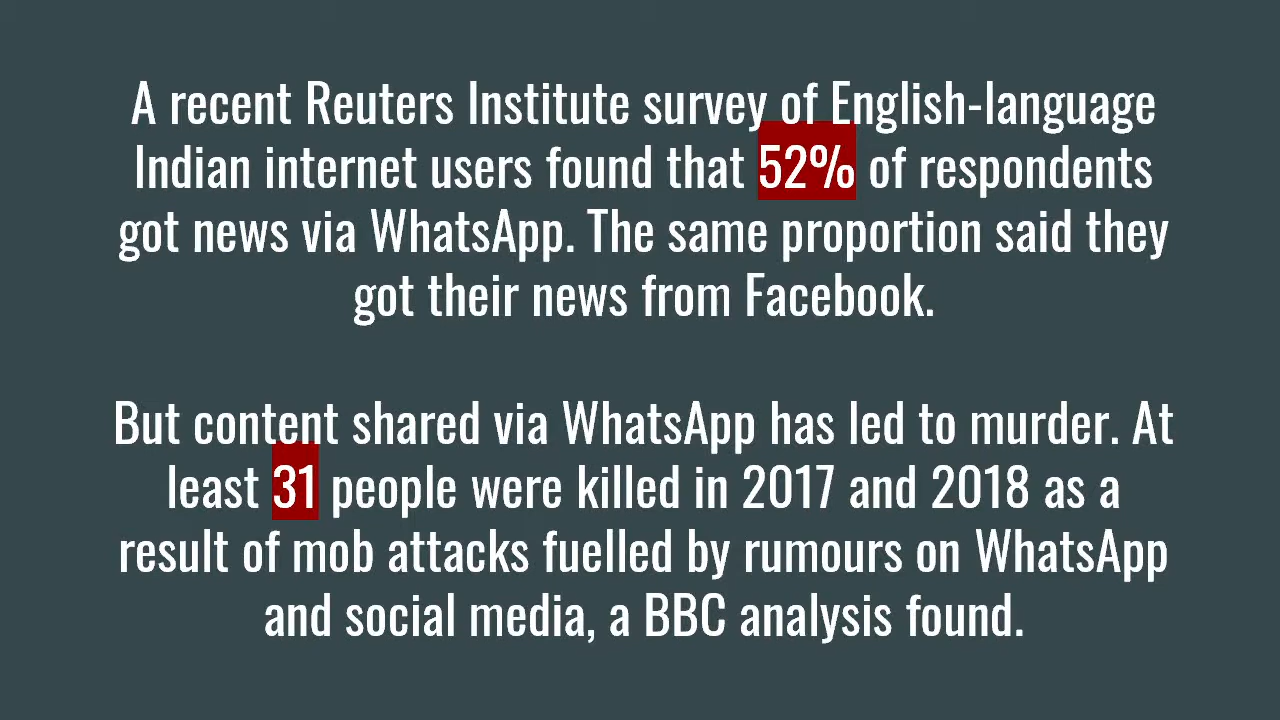 A recent Reuters Institute survey of English-language
Indian internet users found that 52% of respondents
got news via WhatsApp. The same proportion said they
got their news from Facebook.
But content shared via WhatsApp has led to murder. At
least 31 people were killed in 2017 and 2018 as a
result of mob attacks fuelled by rumours on WhatsApp
and social media, a BBC analysis found.